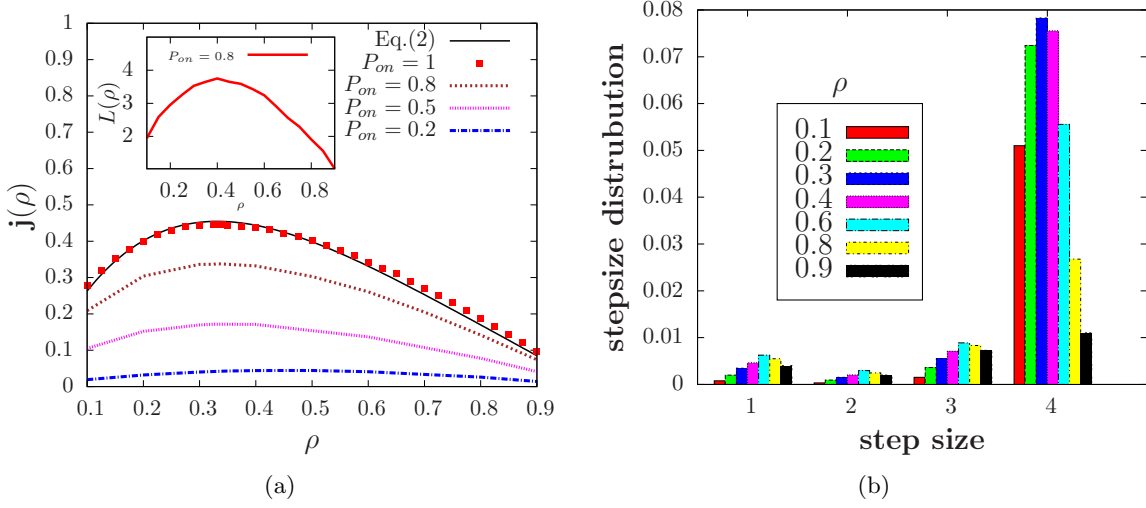 1
0.9
0.8
0.7
0.6
0.5
0.4
0.3
0.2
0.1
0
j(ρ)
0.1 0.2 0.3 0.4 0.5 0.6 0.7 0.8 0.9
ρ
Eq.(2)
P_on = 1
P_on = 0.8
P_on = 0.5
P_on = 0.2
P_on = 0.8
4
3
2
L(ρ)
0.2 0.4 0.6 0.8
ρ
(a)
0.08
0.07
0.06
0.05
0.04
0.03
0.02
0.01
0
stepsize distrubution
ρ
0.1
0.2
0.3
0.4
0.6
0.8
0.9
1 2 3 4
step size
(b)